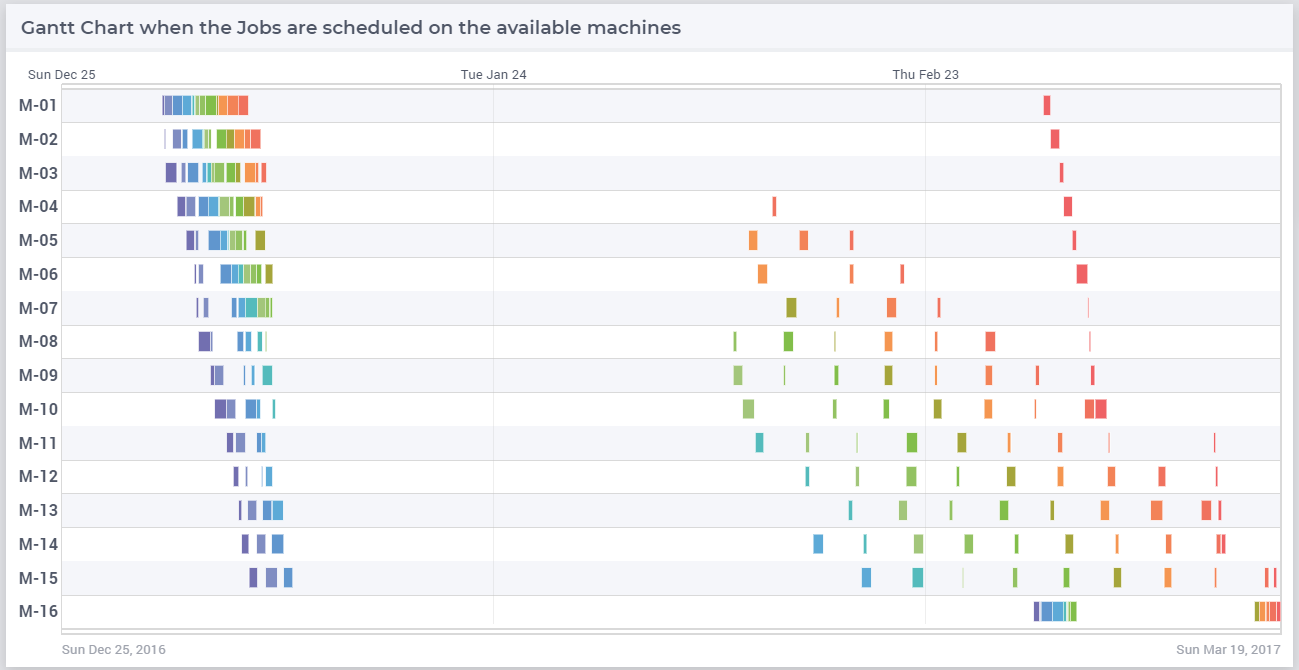 Gantt Chart when the Jobs are scheduled on the available machines
Sun Dec 25 Tue Jan 24 Thu Feb 23
M-01
M-02
M-03
M-04
M-05
M-06
M-07
M-08
M-09
M-10
M-11
M-12
M-13
M-14
M-15
M-16
Sun Dec 25, 2016 Sun Mar 19, 2017